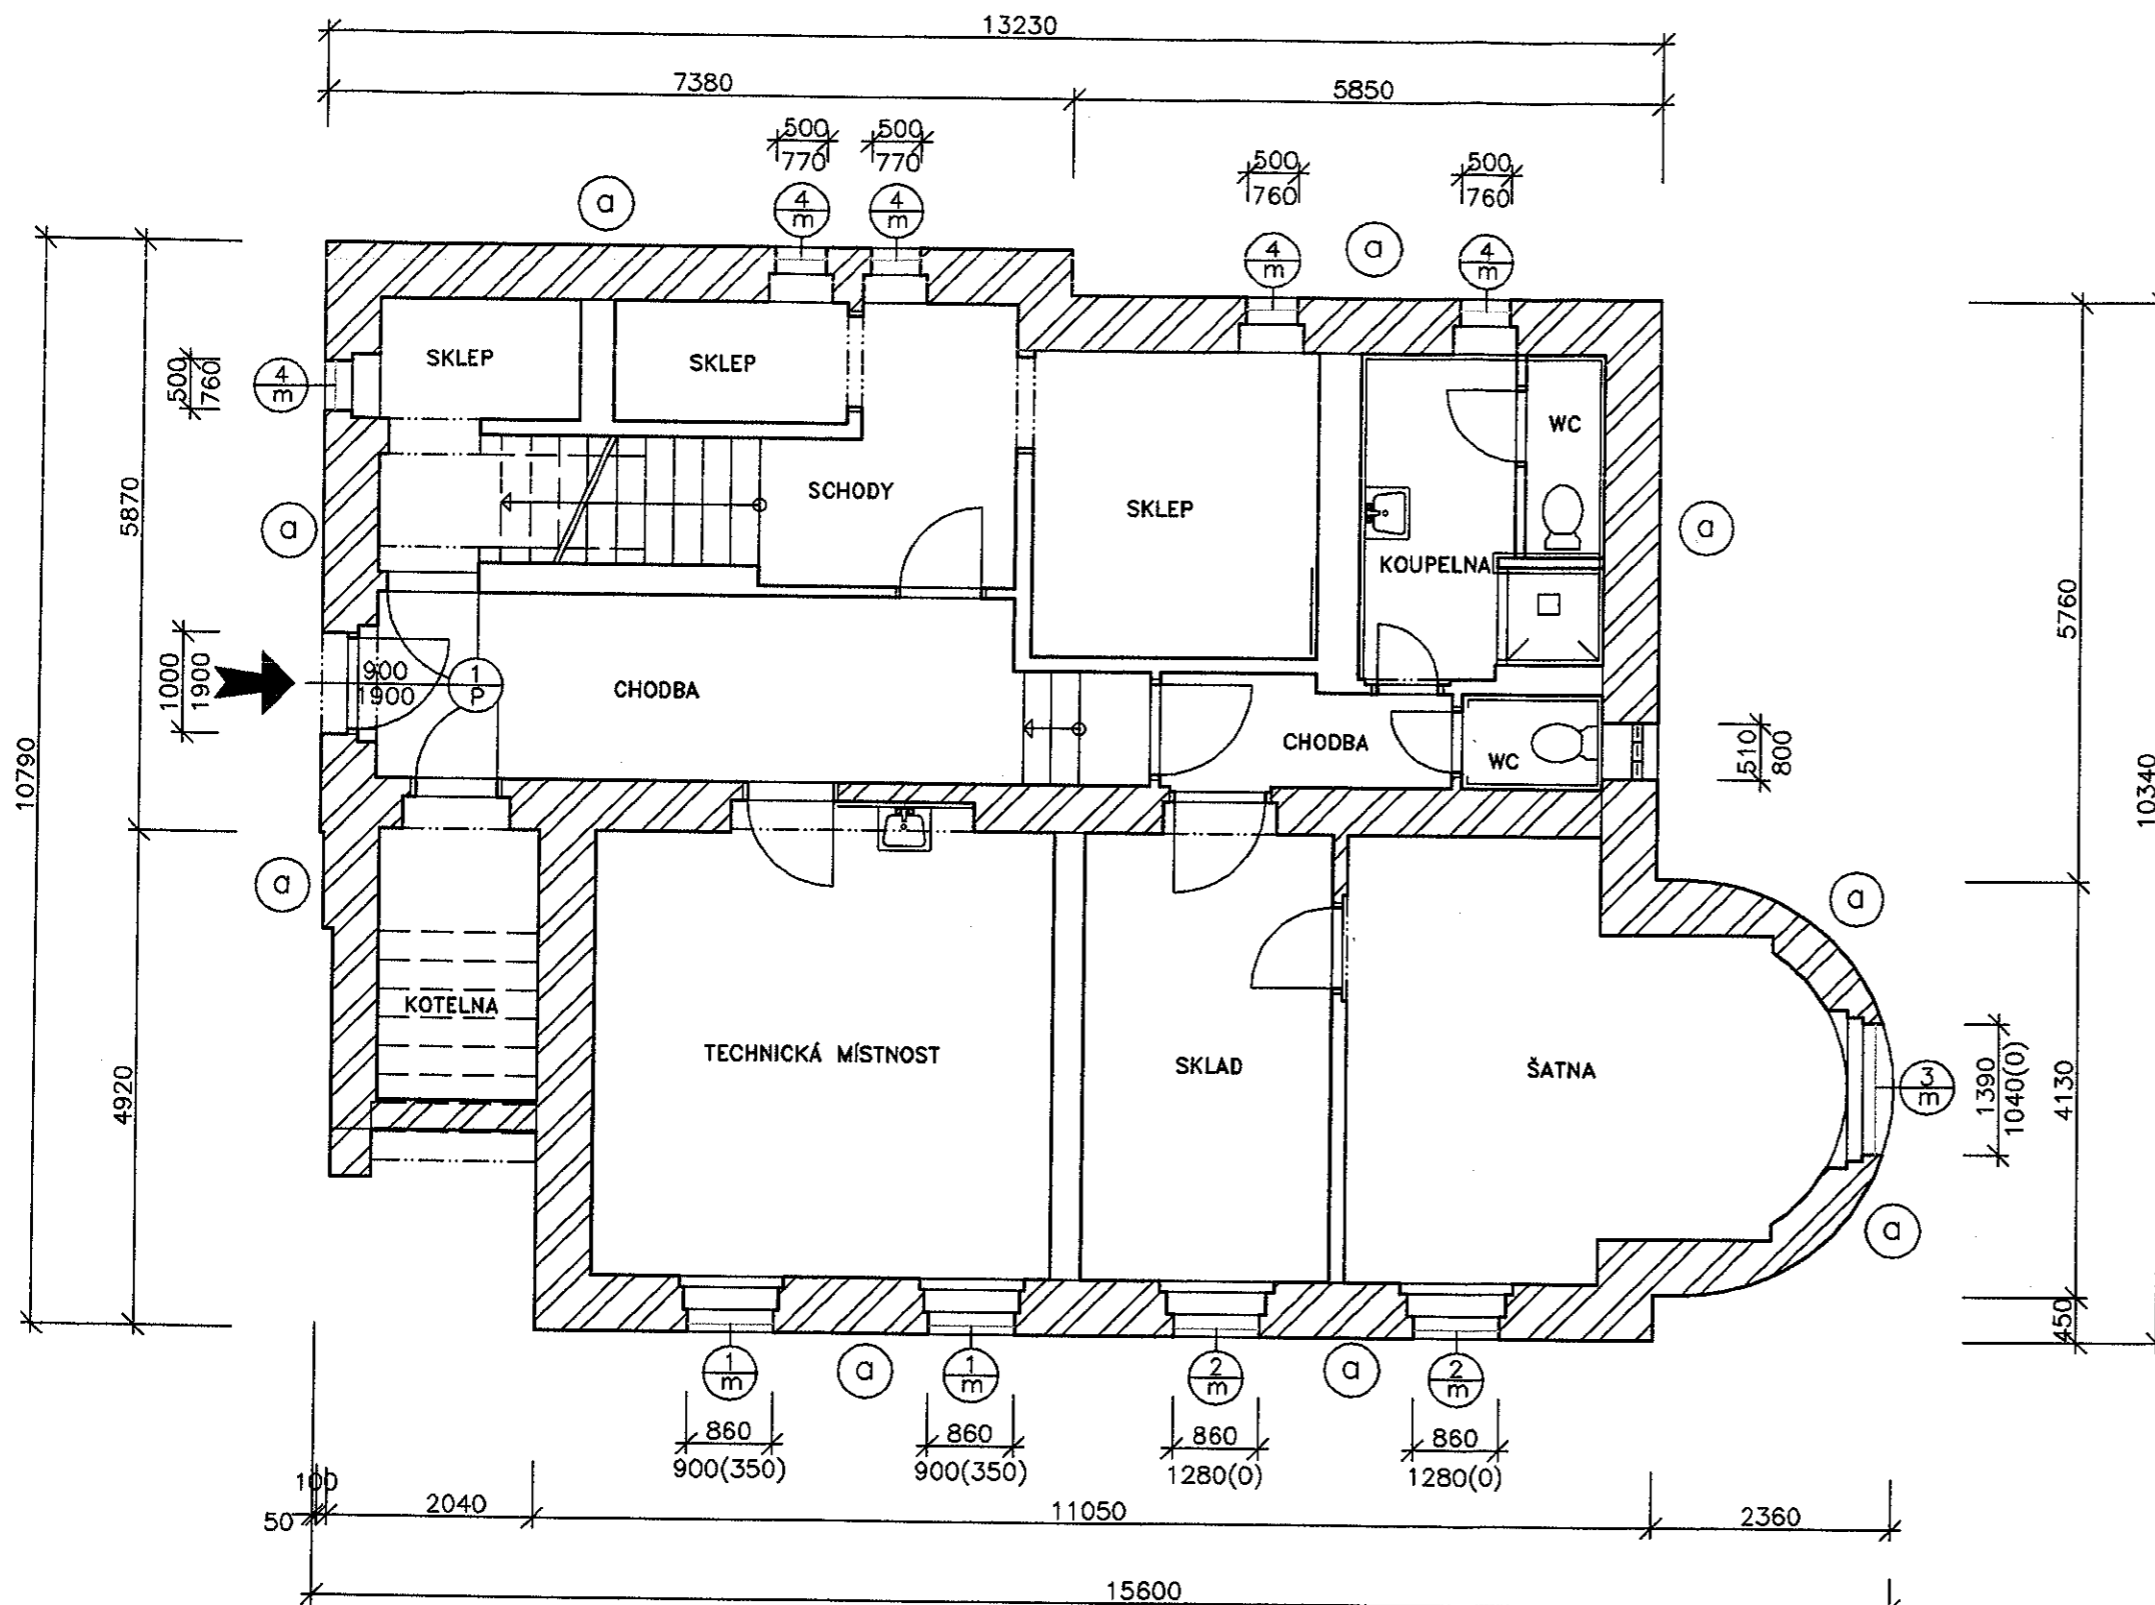 13230
7380
5850
500
770
500
770
500
760
500
760
a
4
m
4
m
a
4
m
4
m
SKLEP
SKLEP
500
760
4
m
WC
SCHODY
SKLEP
5870
a
a
KOUPELNA
5760
1000
1900
900
1900
1
P
CHODBA
CHODBA
WC
510
800
10790
10340
a
a
KOTELNA
TECHNICKÁ MÍSTNOST
SKLAD
ŠATNA
4920
3
m
1390
1040(0)
4130
a
450
1
m
a
1
m
2
m
a
2
m
860
900(350)
860
900(350)
860
1280(0)
860
1280(0)
100
50
2040
11050
2360
15600